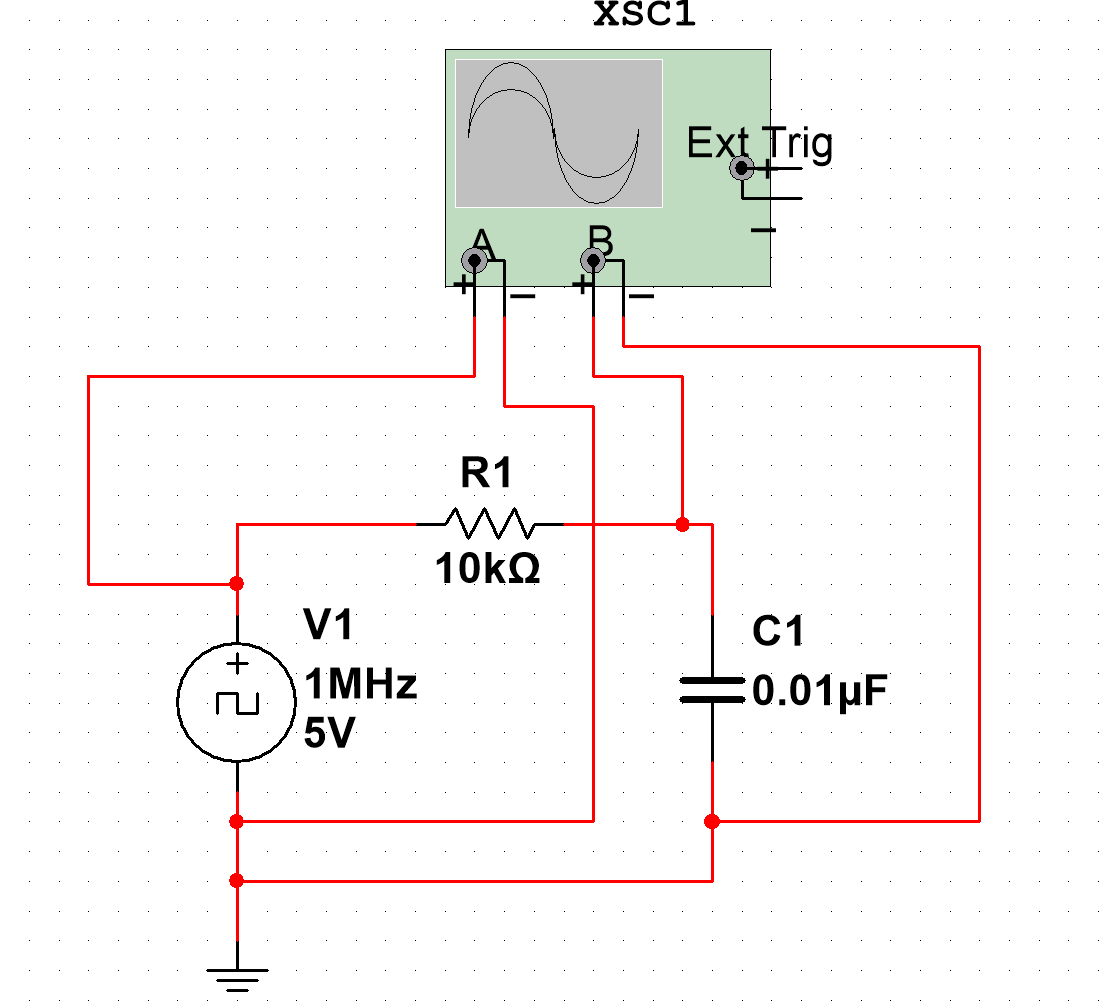 XSC1
Ext Trig
+
−
A
B
+
−
+
−
R1
10kΩ
V1
+
1MHz
5V
C1
0.01µF